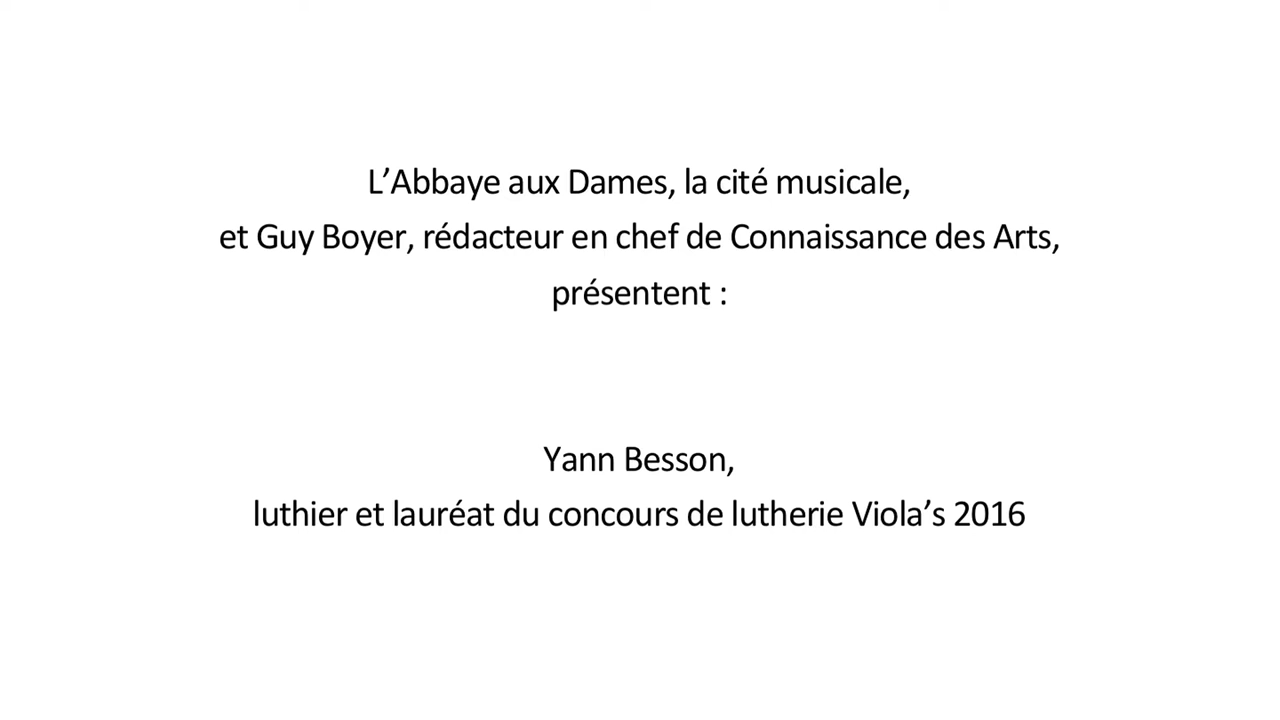 L’Abbaye aux Dames, la cité musicale,
et Guy Boyer, rédacteur en chef de Connaissance des Arts,
présentent :
Yann Besson,
luthier et lauréat du concours de lutherie Viola’s 2016